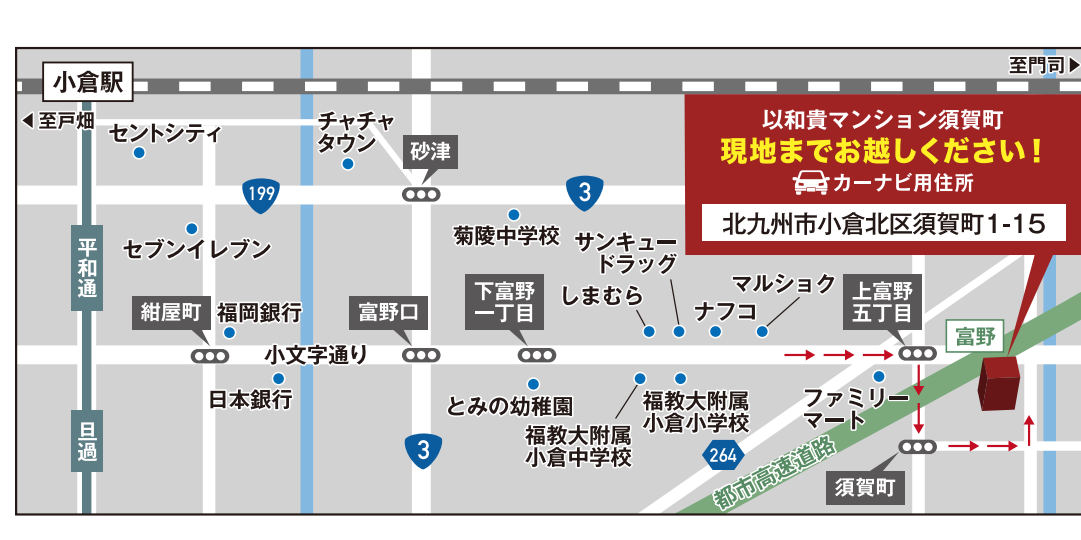 至門司▶
小倉駅
◀至戸畑
セントシティ
チャチャ
タウン
砂津
以和貴マンション須賀町
現地までお越しください！
カーナビ用住所
北九州市小倉北区須賀町1-15
199
3
セブンイレブン
菊陵中学校
サンキュー
ドラッグ
平和通
紺屋町
福岡銀行
富野口
下富野
一丁目
しまむら
ナフコ
マルショク
上富野
五丁目
富野
小文字通り
日本銀行
とみの幼稚園
福教大附属
小倉中学校
福教大附属
小倉小学校
ファミリー
マート
旦過
3
264
都市高速道路
須賀町